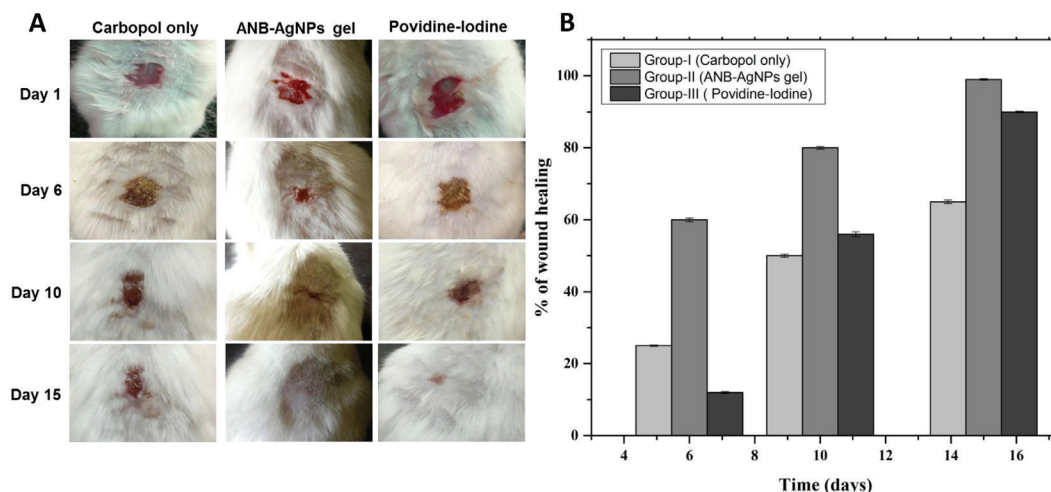 A
Carbopol only
ANB-AgNPs gel
Povidine-Iodine
Day 1
Day 6
Day 10
Day 15
B
Group-I (Carbopol only)
Group-II (ANB-AgNPs gel)
Group-III ( Povidine-Iodine)
% of wound healing
100
80
60
40
20
0
4 6 8 10 12 14 16
Time (days)